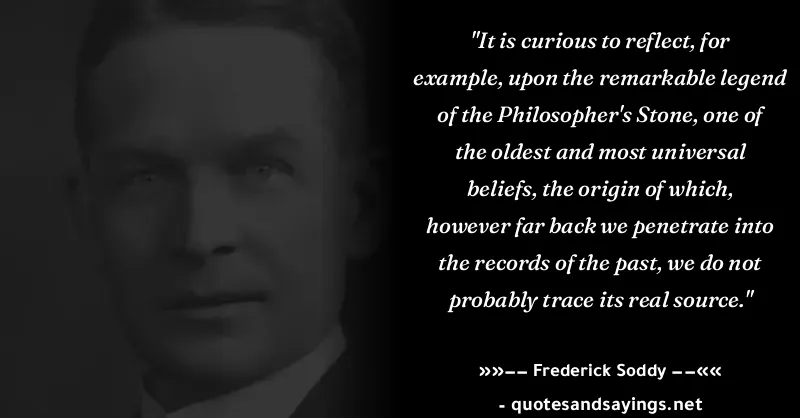 "It is curious to reflect, for
example, upon the remarkable legend
of the Philosopher's Stone, one of
the oldest and most universal
beliefs, the origin of which,
however far back we penetrate into
the records of the past, we do not
probably trace its real source."
»»−− Frederick Soddy −−««
- quotesandsayings.net